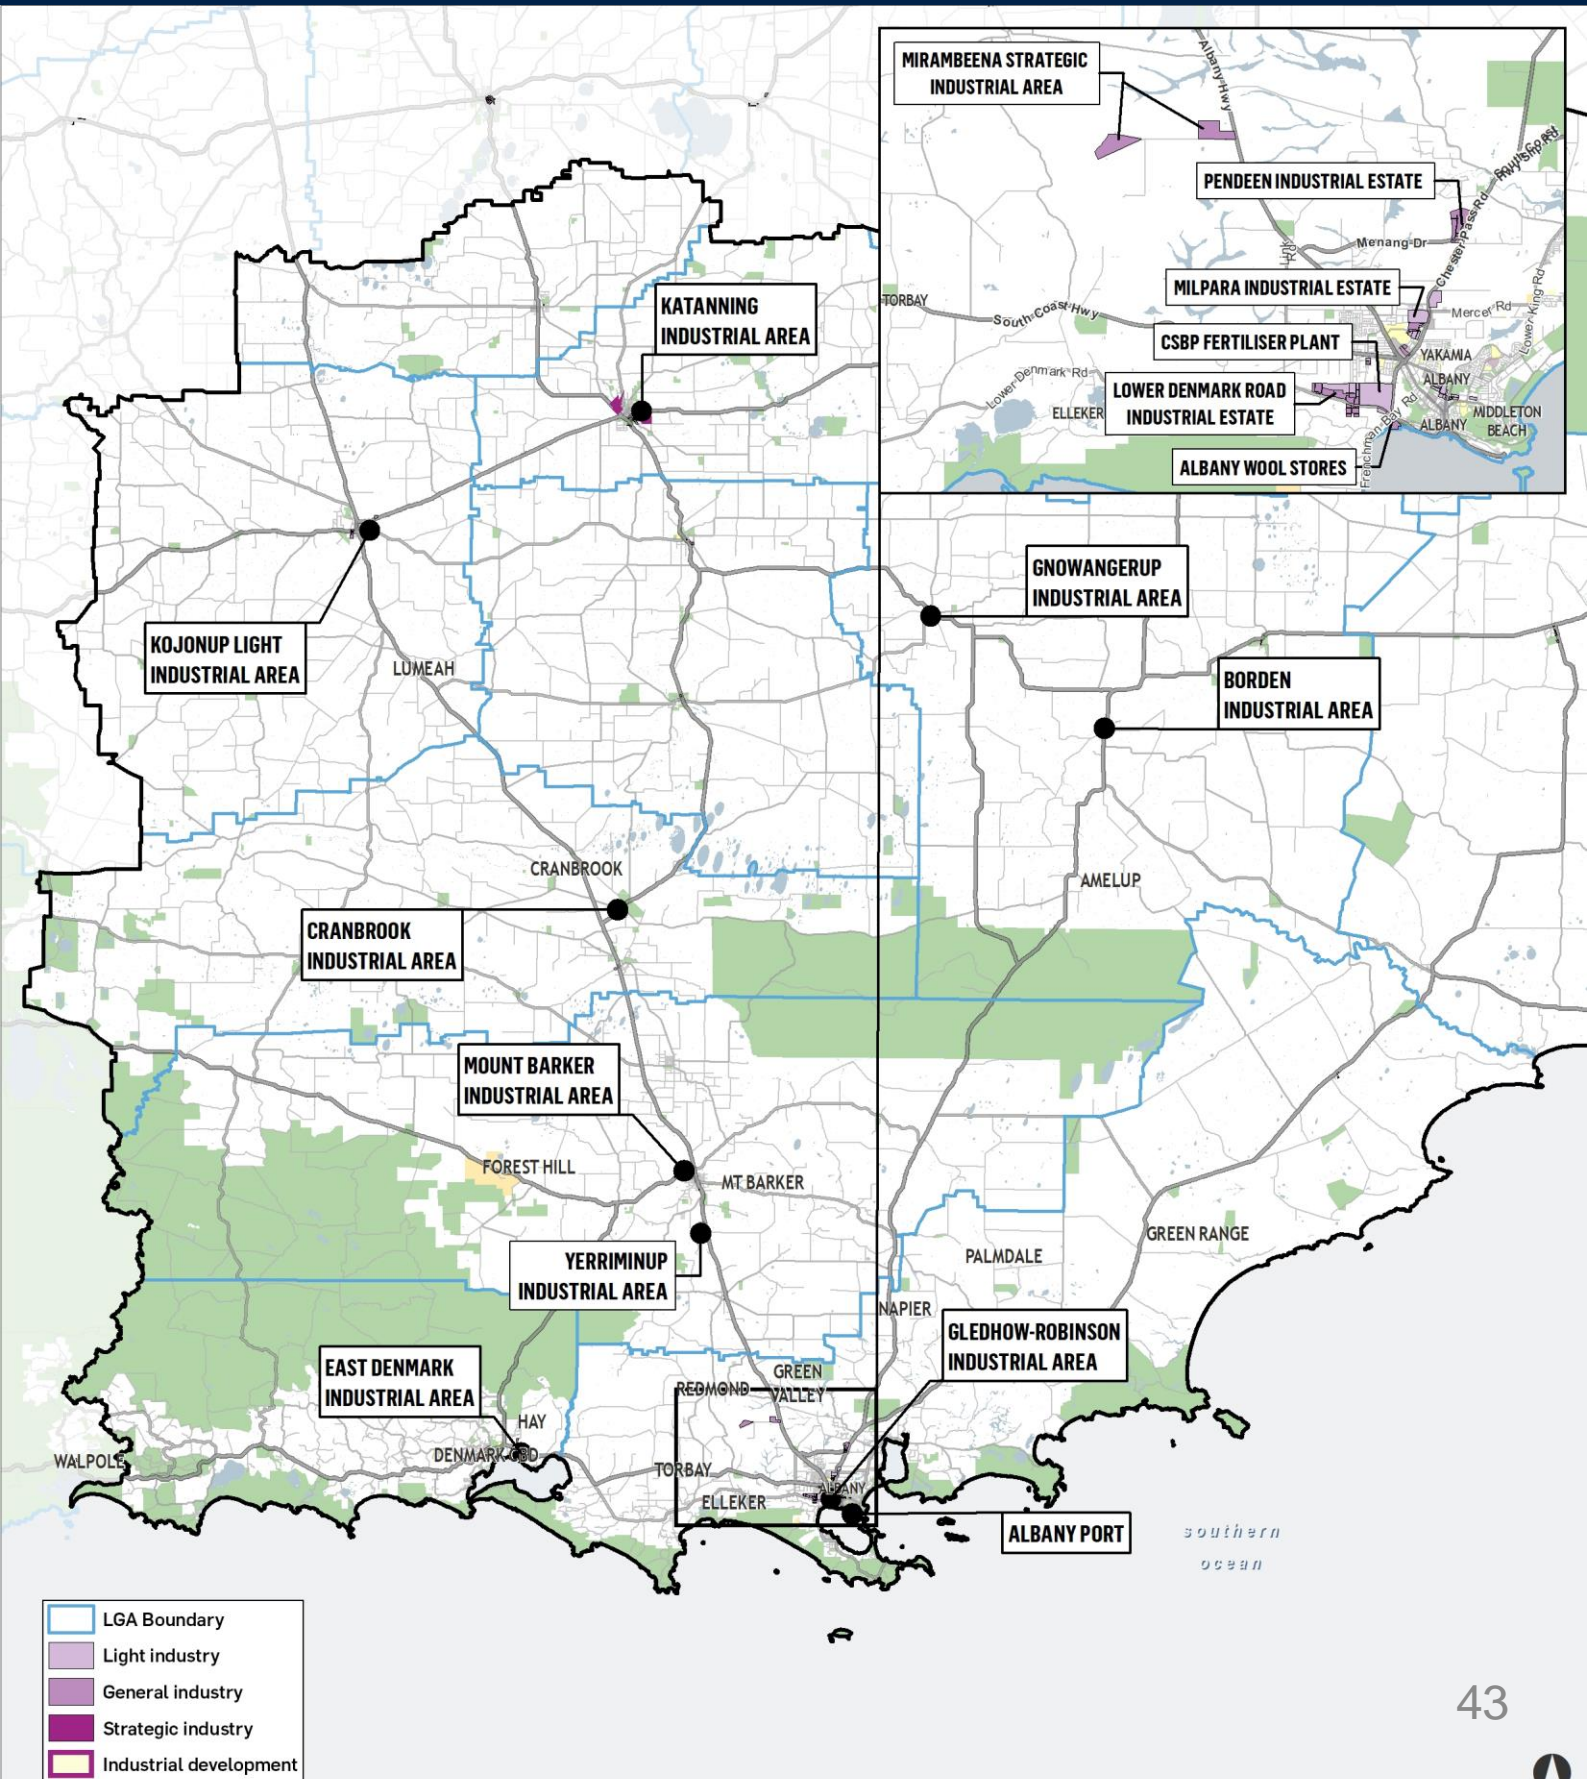 MIRAMBEENA STRATEGIC
INDUSTRIAL AREA
Albany Hwy
South Coast
Hwy
PENDEEN INDUSTRIAL ESTATE
Menang Dr
Link
Rd
Chester Pass Rd
MILPARA INDUSTRIAL ESTATE
Mercer Rd
Lower King Rd
TORBAY
South Coast Hwy
CSBP FERTILISER PLANT
YAKAMIA
Lower Denmark Rd
ALBANY
ELLEKER
LOWER DENMARK ROAD
INDUSTRIAL ESTATE
Frenchman Bay Rd
ALBANY
MIDDLETON
BEACH
ALBANY WOOL STORES
KATANNING
INDUSTRIAL AREA
GNOWANGERUP
INDUSTRIAL AREA
KOJONUP LIGHT
INDUSTRIAL AREA
LUMEAH
BORDEN
INDUSTRIAL AREA
CRANBROOK
AMELUP
CRANBROOK
INDUSTRIAL AREA
MOUNT BARKER
INDUSTRIAL AREA
FOREST HILL
MT BARKER
YERRIMINUP
INDUSTRIAL AREA
GREEN RANGE
PALMDALE
NAPIER
GLEDHOW-ROBINSON
INDUSTRIAL AREA
EAST DENMARK
INDUSTRIAL AREA
GREEN
VALLEY
REDMOND
HAY
DENMARK CBD
WALPOLE
TORBAY
ALBANY
ELLEKER
ALBANY PORT
southern
ocean
LGA Boundary
Light industry
General industry
Strategic industry
Industrial development
43